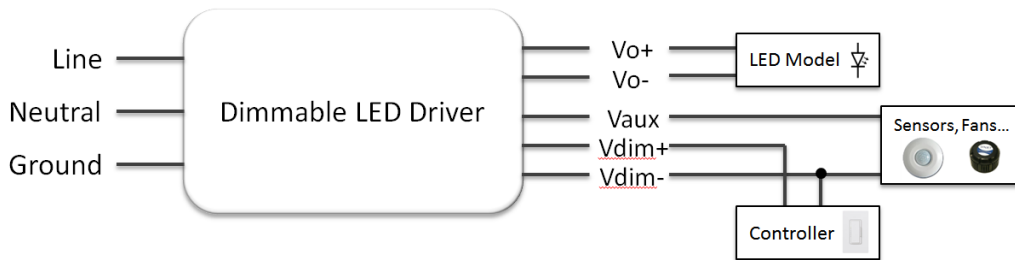 Line
Neutral
Ground
Dimmable LED Driver
Vo+
Vo-
Vaux
Vdim+
Vdim-
LED Model
Sensors, Fans...
Controller